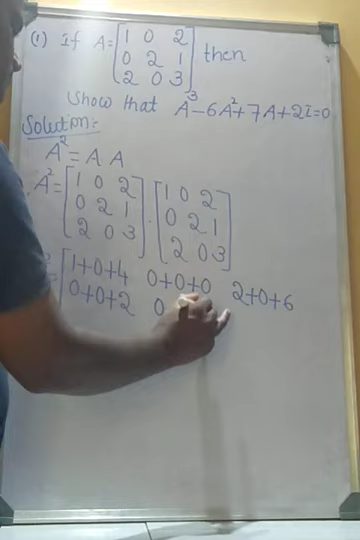 (1) If A=[1 0 2
0 2 1
2 0 3] then
Show that A³-6A²+7A+2I=0
Solution:-
A²= A A
A²=[1 0 2
0 2 1
2 0 3].[1 0 2
0 2 1
2 0 3]
[1+0+4 0+0+0 2+0+6
0+0+2 0